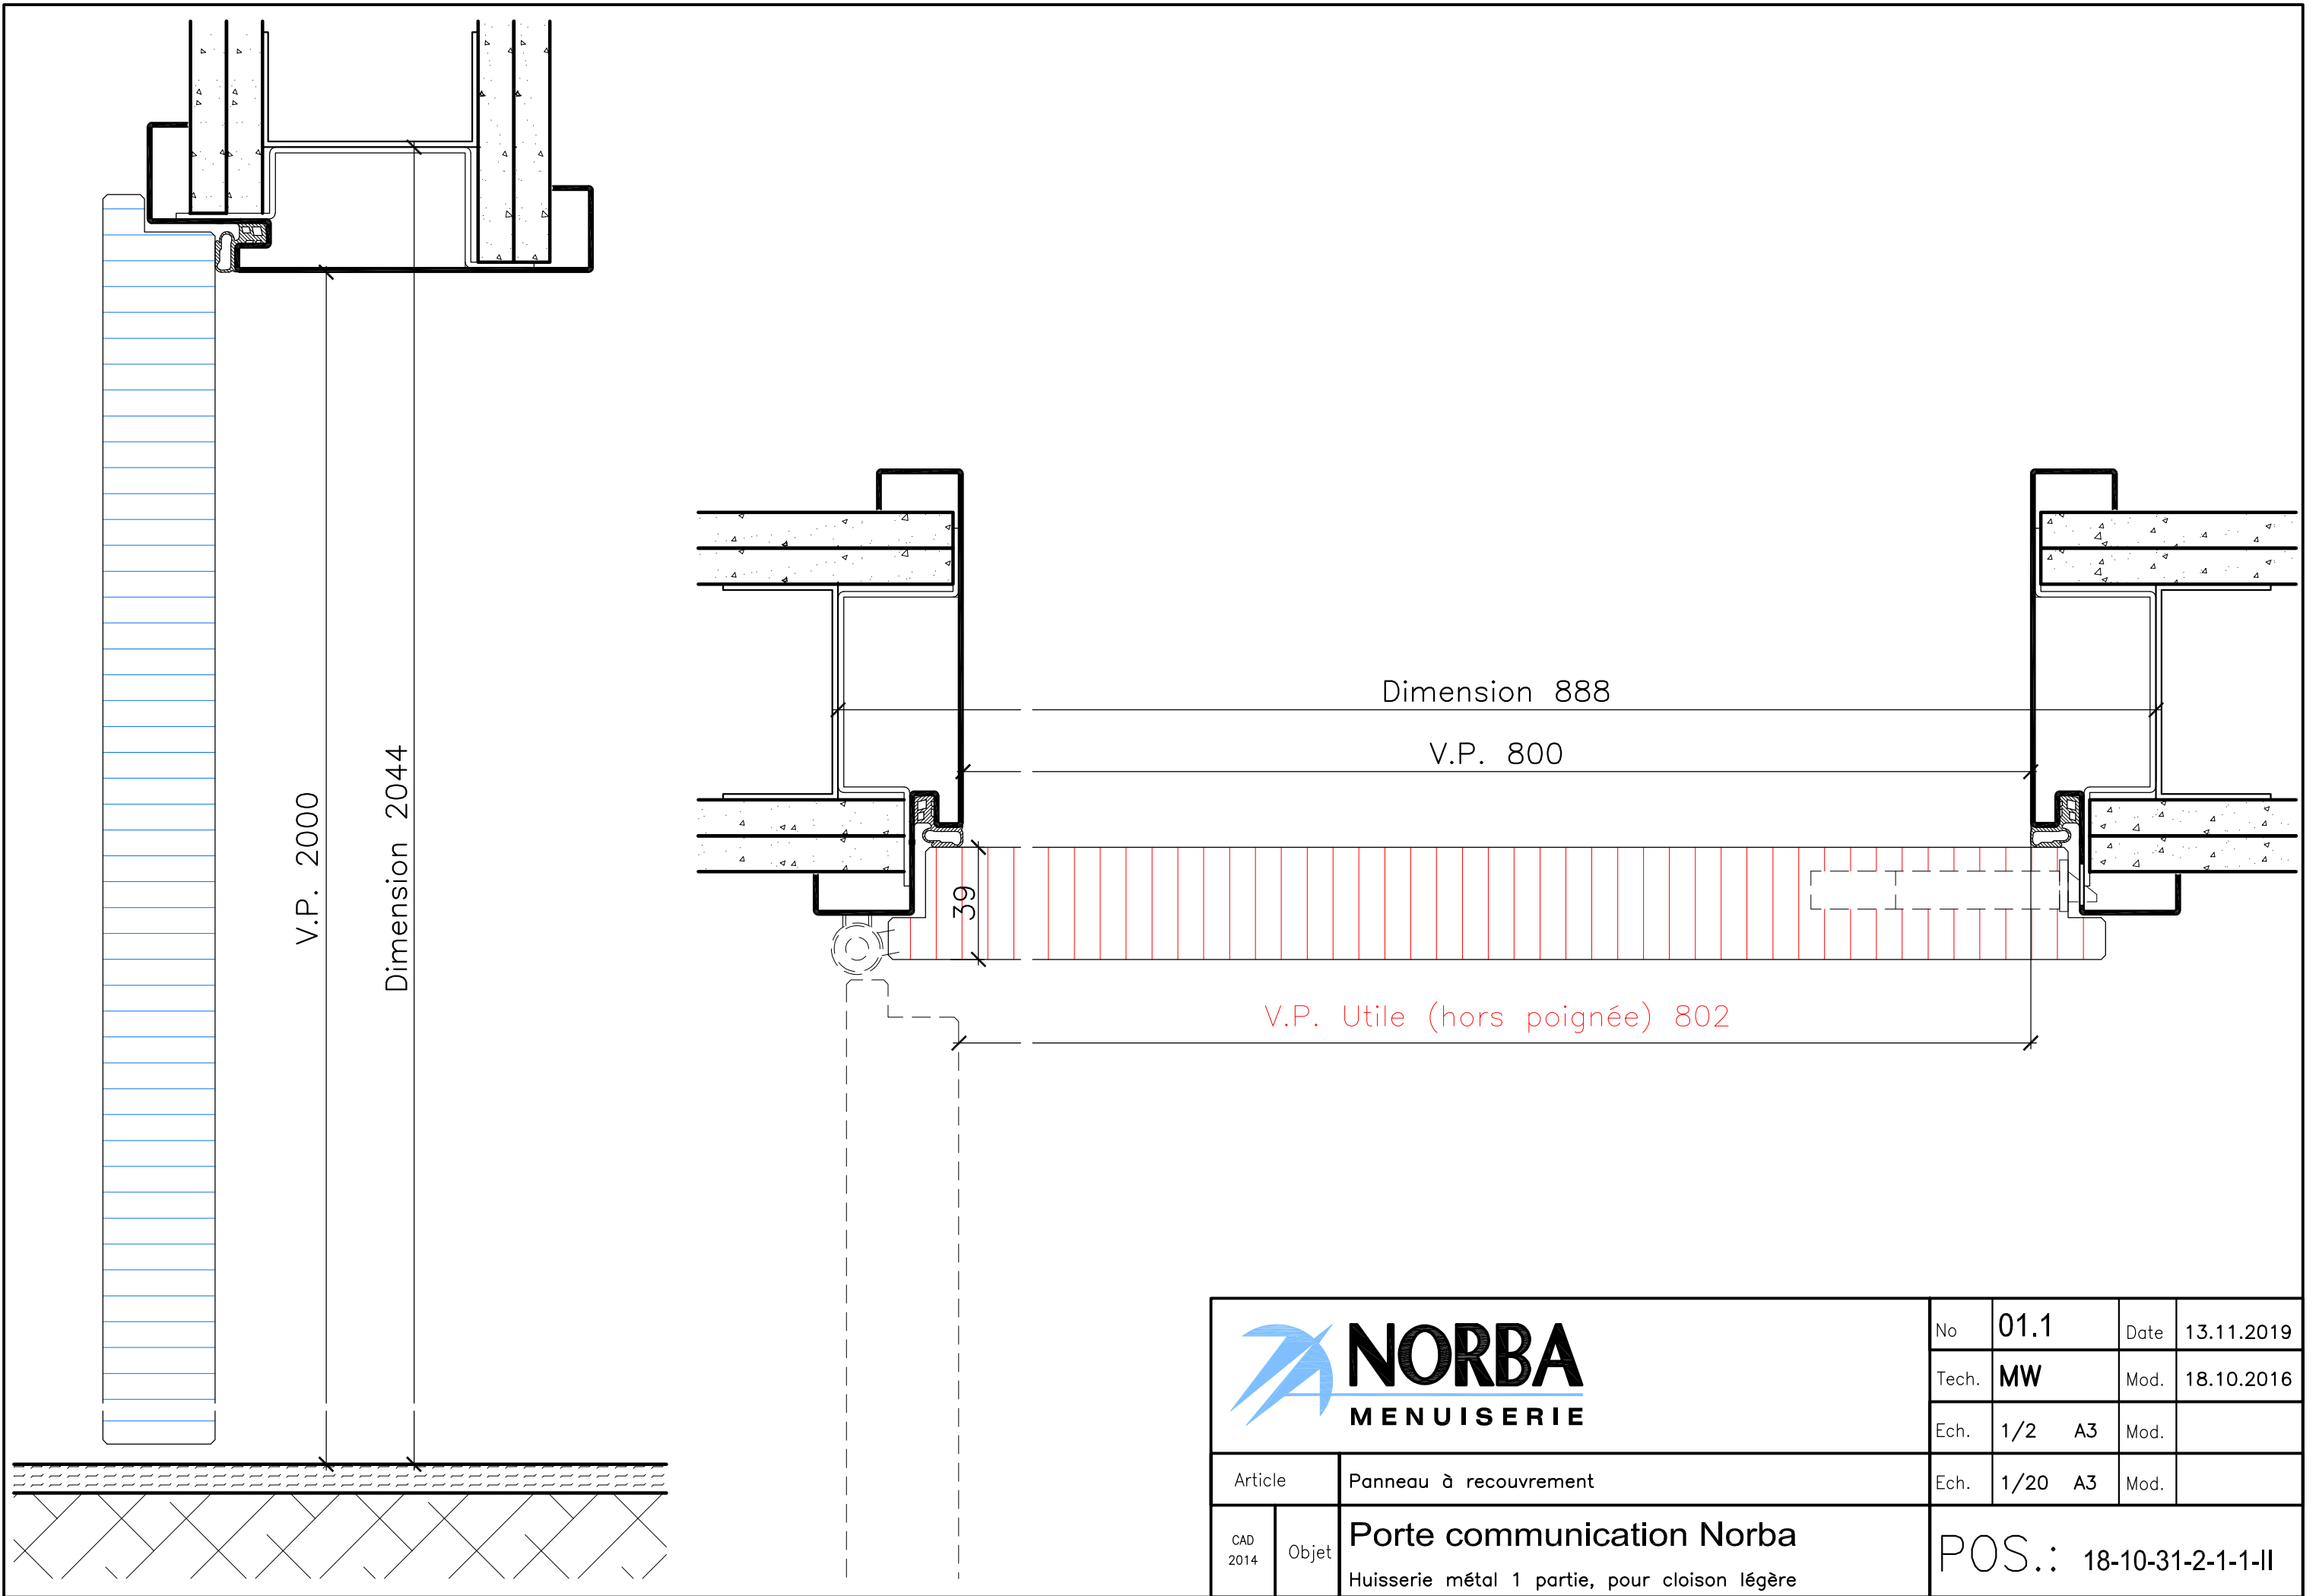 V.P. 2000
Dimension 2044
Dimension 888
V.P. 800
39
V.P. Utile (hors poignée) 802
NORBA
MENUISERIE
No 01.1 Date 13.11.2019
Tech. MW Mod. 18.10.2016
Ech. 1/2 A3 Mod.
Article Panneau à recouvrement
Ech. 1/20 A3 Mod.
CAD
2014
Objet
Porte communication Norba
Huisserie métal 1 partie, pour cloison légère
POS.: 18-10-31-2-1-1-II